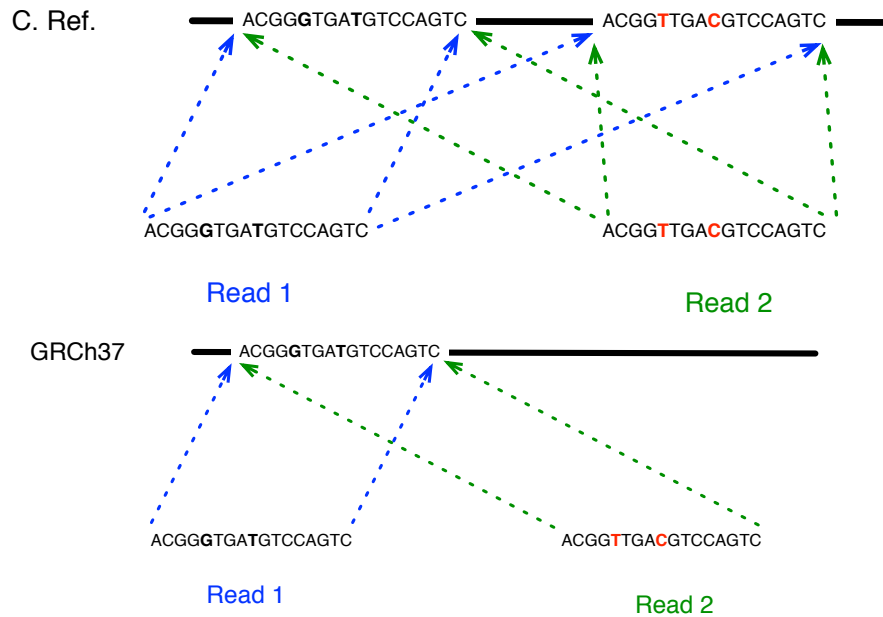 C. Ref. ACGGGTGATGTCCAGTC ACGGTTGACGTCCAGTC
ACGGGTGATGTCCAGTC ACGGTTGACGTCCAGTC
Read 1 Read 2
GRCh37 ACGGGTGATGTCCAGTC
ACGGGTGATGTCCAGTC ACGGTTGACGTCCAGTC
Read 1 Read 2